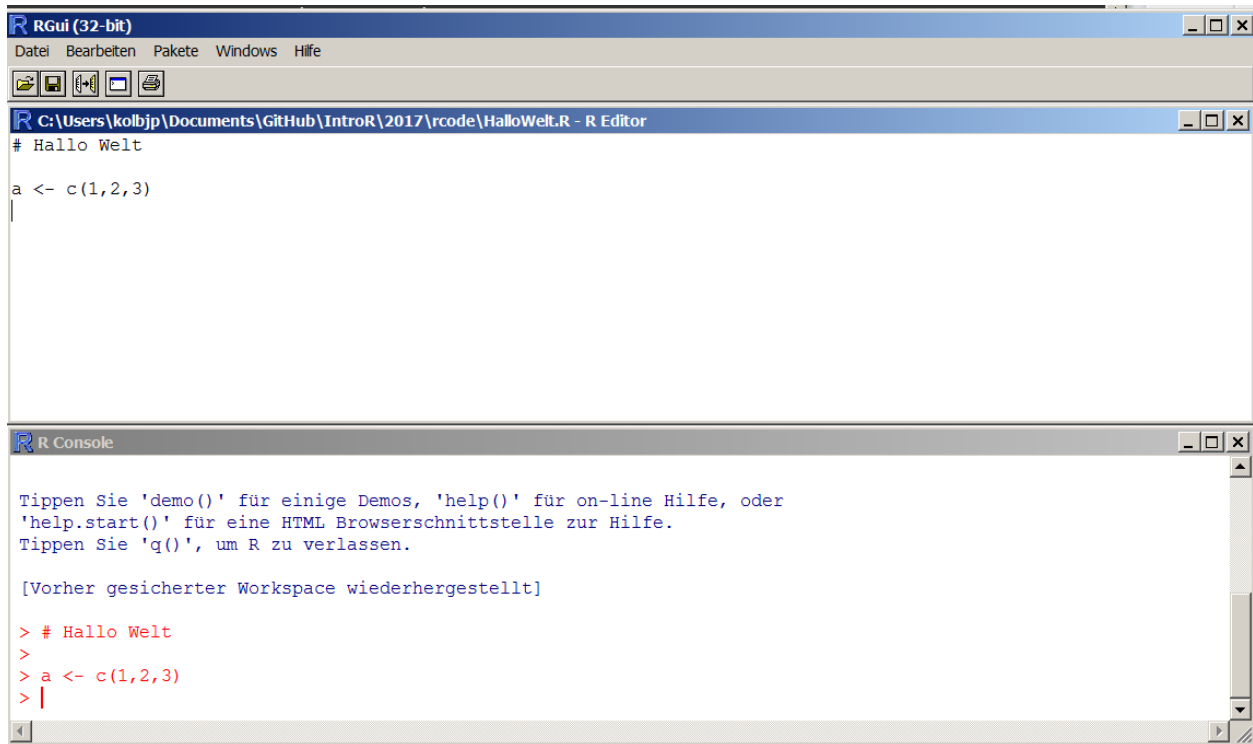 RGui (32-bit)
Datei Bearbeiten Pakete Windows Hilfe
C:\Users\kolbjp\Documents\GitHub\IntroR\2017\rcode\HalloWelt.R - R Editor
# Hallo Welt
a <- c(1,2,3)
R Console
Tippen Sie 'demo()' für einige Demos, 'help()' für on-line Hilfe, oder
'help.start()' für eine HTML Browserschnittstelle zur Hilfe.
Tippen Sie 'q()', um R zu verlassen.
[Vorher gesicherter Workspace wiederhergestellt]
> # Hallo Welt
>
> a <- c(1,2,3)
>